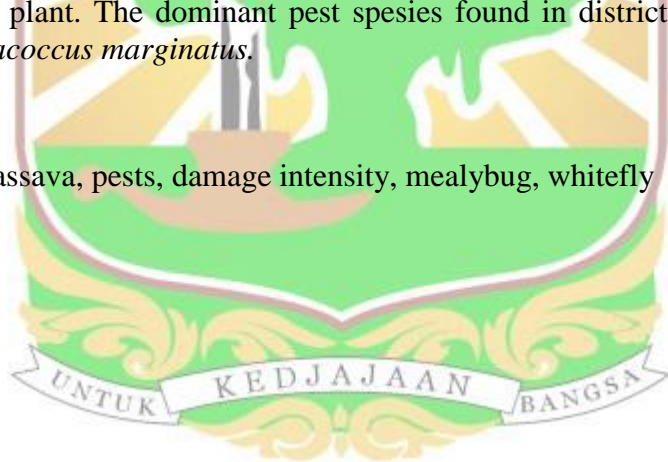 plant. The dominant pest spesies found in district
acoccus marginatus.
assava, pests, damage intensity, mealybug, whitefly
UNTUK KEDJAJAAN BANGSA